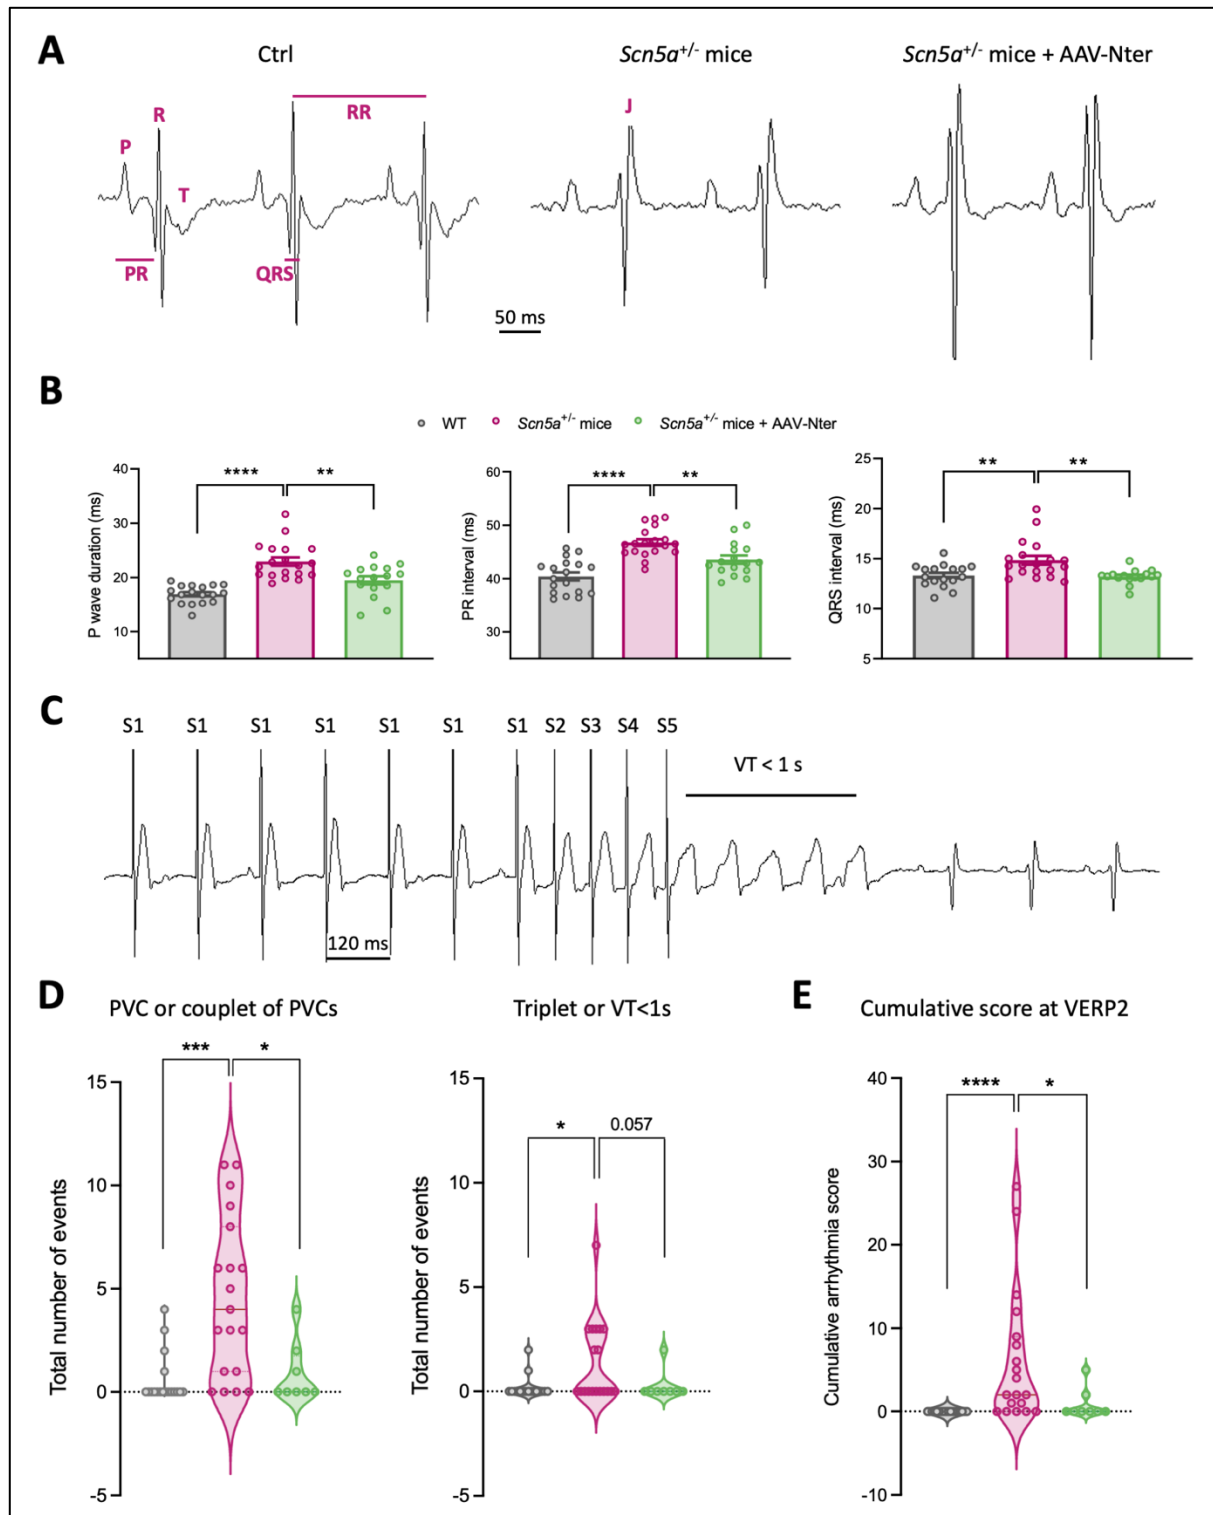 A
Ctrl
Scn5a+/- mice
Scn5a+/- mice + AAV-Nter
P
R
T
RR
PR
QRS
J
50 ms
B
WT
Scn5a+/- mice
Scn5a+/- mice + AAV-Nter
P wave duration (ms)
40
30
20
10
****
**
PR interval (ms)
60
50
40
30
****
**
QRS interval (ms)
25
20
15
10
5
**
**
C
S1 S1 S1 S1 S1 S1 S1 S2 S3 S4 S5
VT < 1 s
120 ms
D
PVC or couplet of PVCs
Total number of events
15
10
5
0
-5
***
*
Triplet or VT<1s
Total number of events
15
10
5
0
-5
*
0.057
E
Cumulative score at VERP2
Cumulative arrhythmia score
40
30
20
10
0
-10
****
*